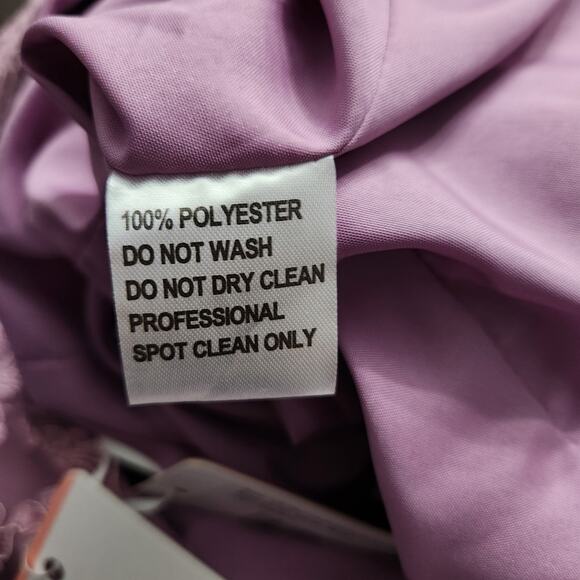 100% POLYESTER
DO NOT WASH
DO NOT DRY CLEAN
PROFESSIONAL
SPOT CLEAN ONLY